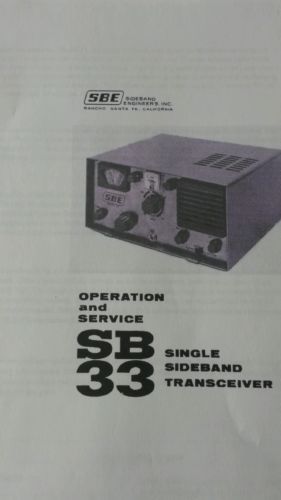 SBE SIDEBAND
ENGINEERS, INC.
RANCHO SANTA FE, CALIFORNIA
SBE
OPERATION
and
SERVICE
SB
33
SINGLE
SIDEBAND
TRANSCEIVER